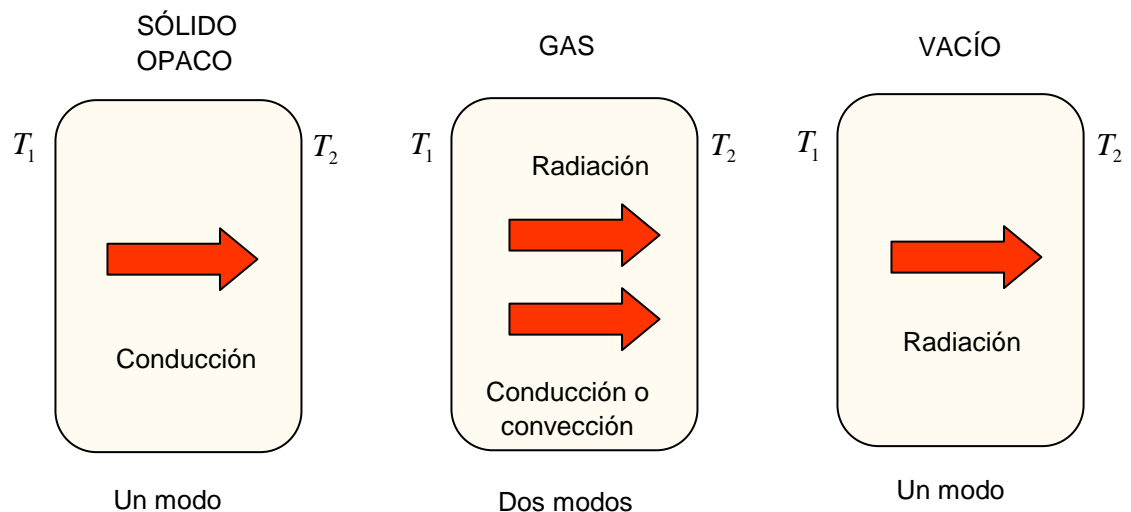 SÓLIDO
OPACO
T₁
T₂
Conducción
Un modo
GAS
T₁
T₂
Radiación
Conducción o
convección
Dos modos
VACÍO
T₁
T₂
Radiación
Un modo